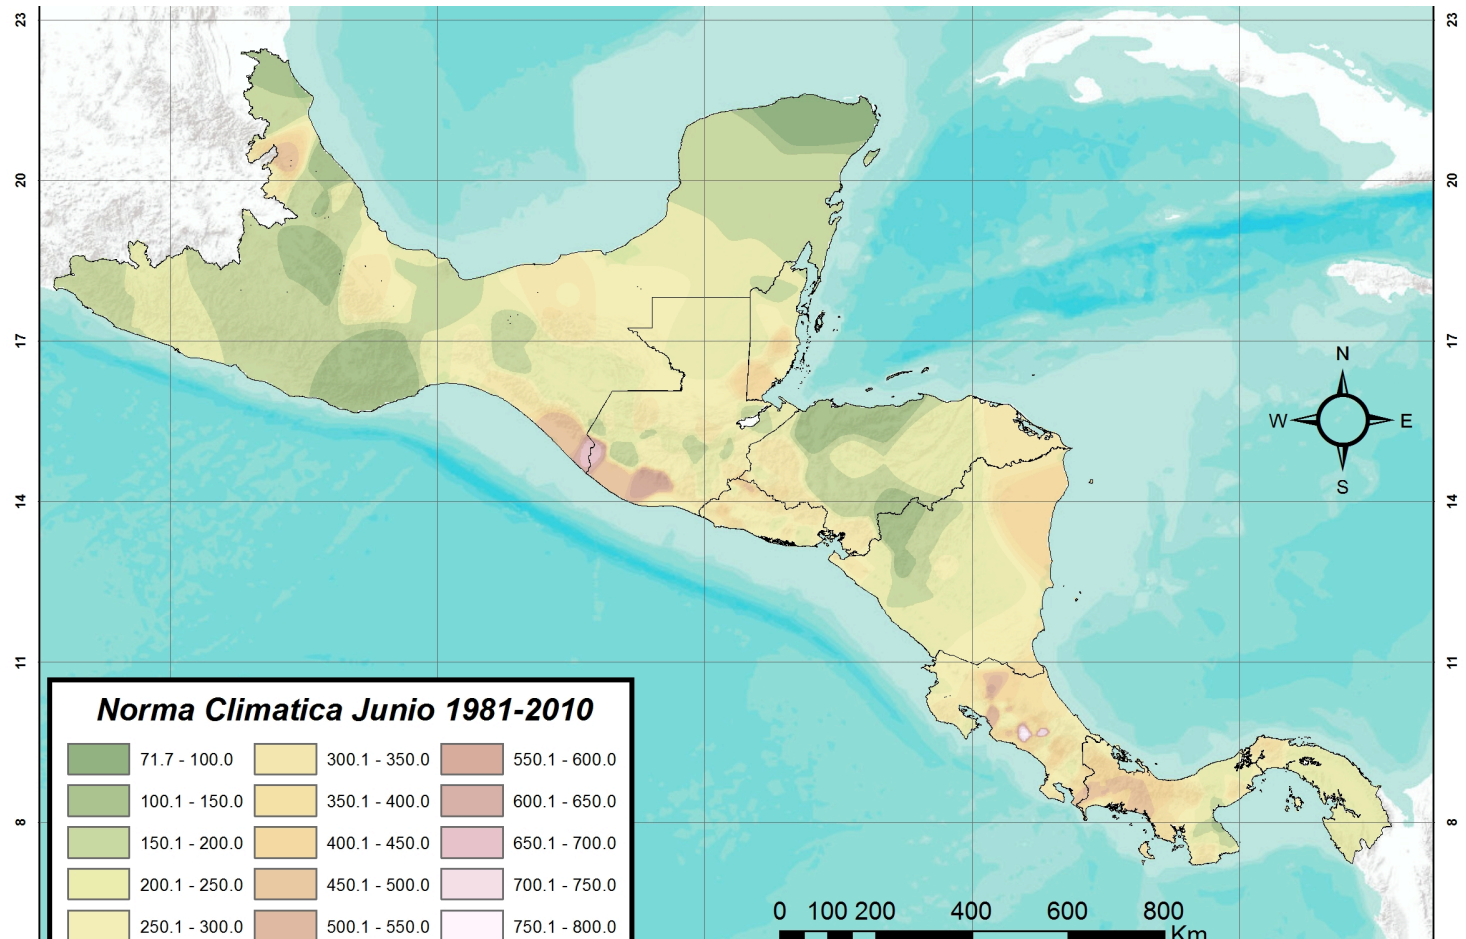 23
23
20
20
17
17
14
14
11
11
8
8
N
W
E
S
Norma Climatica Junio 1981-2010
71.7 - 100.0
300.1 - 350.0
550.1 - 600.0
100.1 - 150.0
350.1 - 400.0
600.1 - 650.0
150.1 - 200.0
400.1 - 450.0
650.1 - 700.0
200.1 - 250.0
450.1 - 500.0
700.1 - 750.0
250.1 - 300.0
500.1 - 550.0
750.1 - 800.0
0 100 200 400 600 800
Km